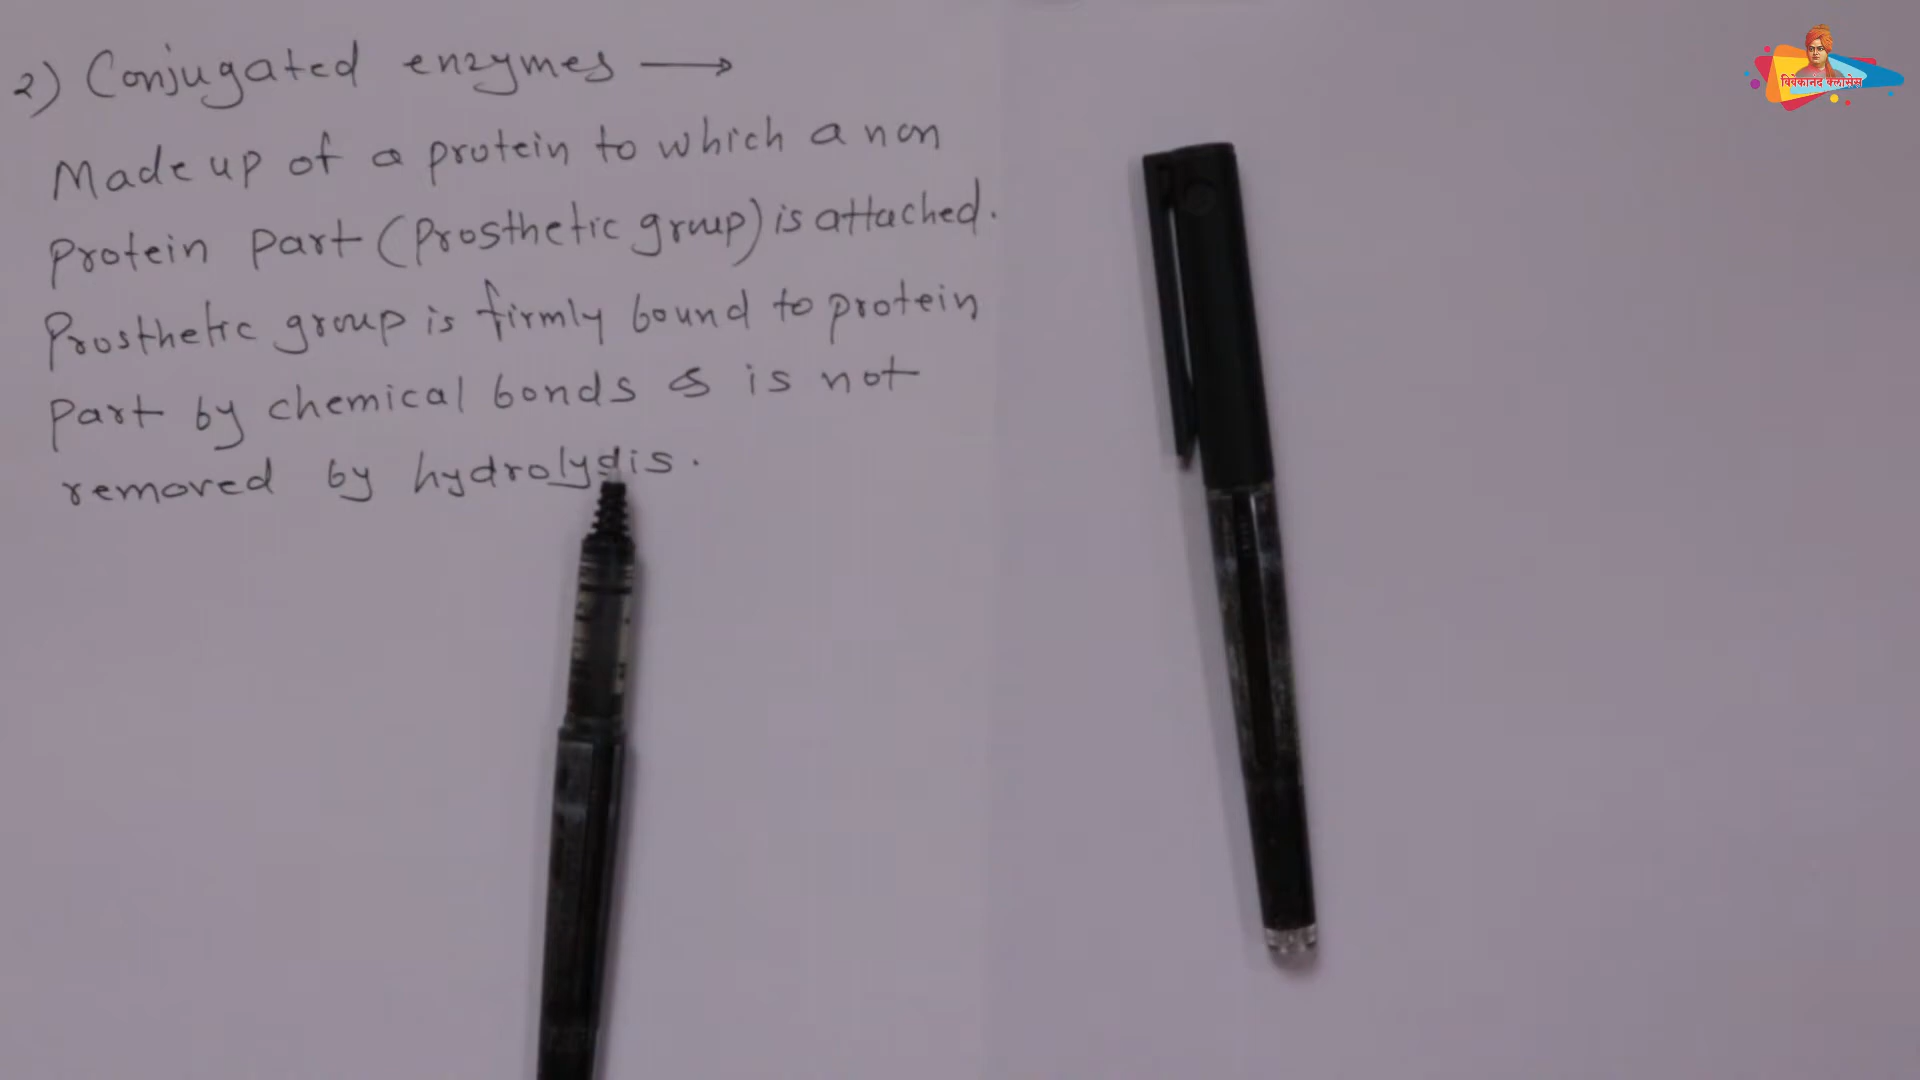 2) Conjugated enzymes →
Made up of a protein to which a non
protein part (Prosthetic group) is attached.
Prosthetic group is firmly bound to protein
part by chemical bonds & is not
removed by hydrolysis.
विवेकानंद क्लासेस